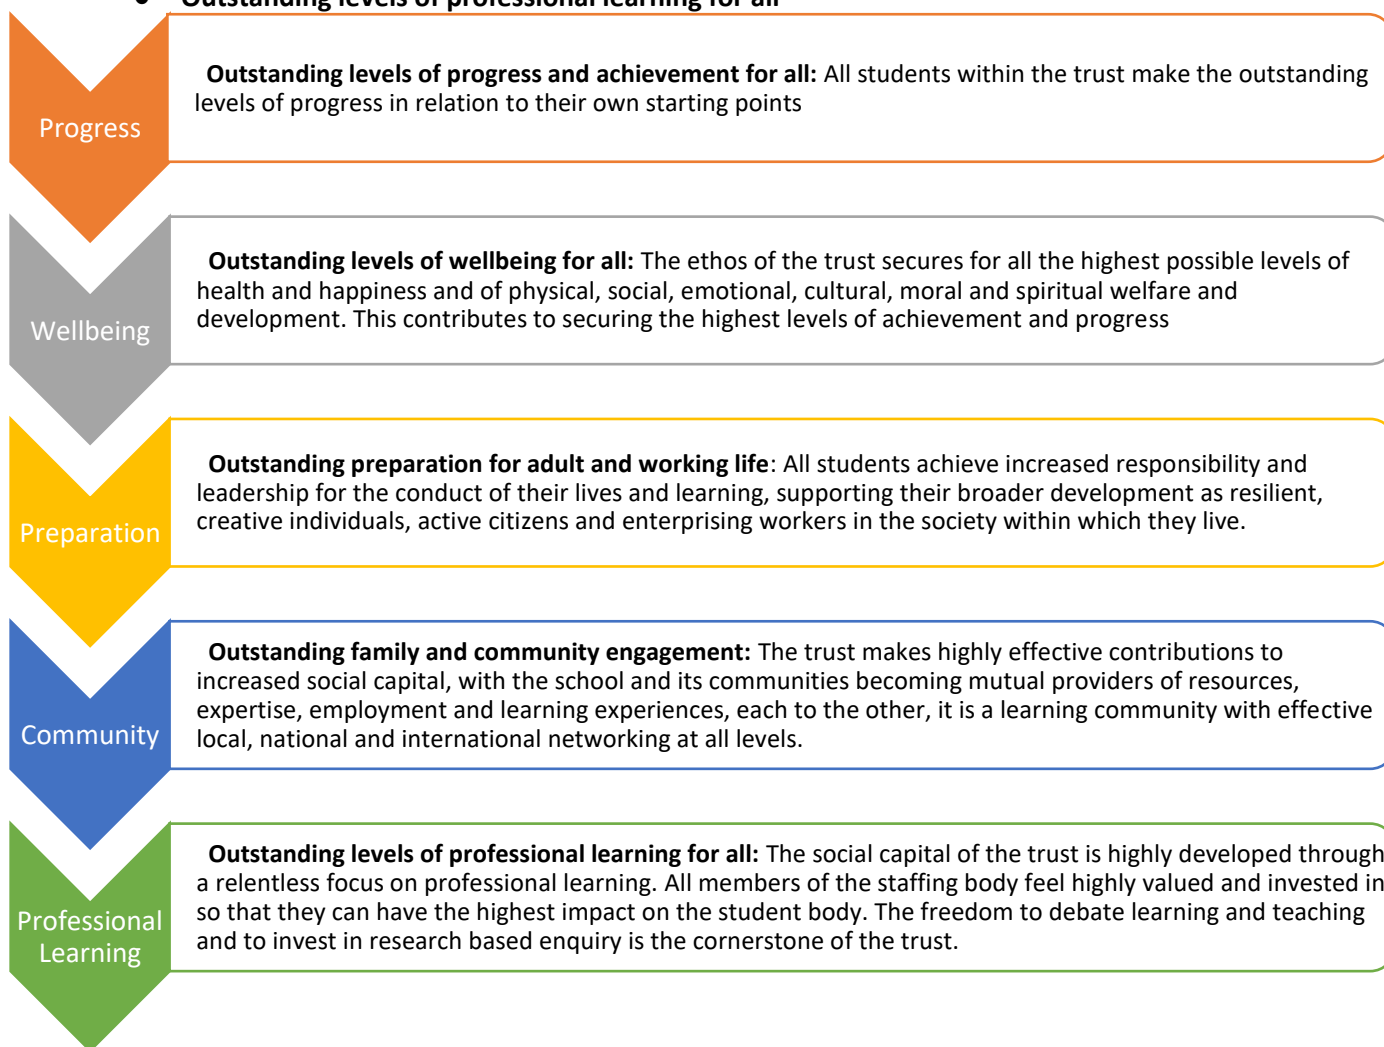 • Outstanding levels of professional learning for all
Progress
Outstanding levels of progress and achievement for all: All students within the trust make the outstanding
levels of progress in relation to their own starting points
Wellbeing
Outstanding levels of wellbeing for all: The ethos of the trust secures for all the highest possible levels of
health and happiness and of physical, social, emotional, cultural, moral and spiritual welfare and
development. This contributes to securing the highest levels of achievement and progress
Preparation
Outstanding preparation for adult and working life: All students achieve increased responsibility and
leadership for the conduct of their lives and learning, supporting their broader development as resilient,
creative individuals, active citizens and enterprising workers in the society within which they live.
Community
Outstanding family and community engagement: The trust makes highly effective contributions to
increased social capital, with the school and its communities becoming mutual providers of resources,
expertise, employment and learning experiences, each to the other, it is a learning community with effective
local, national and international networking at all levels.
Professional
Learning
Outstanding levels of professional learning for all: The social capital of the trust is highly developed through
a relentless focus on professional learning. All members of the staffing body feel highly valued and invested in
so that they can have the highest impact on the student body. The freedom to debate learning and teaching
and to invest in research based enquiry is the cornerstone of the trust.